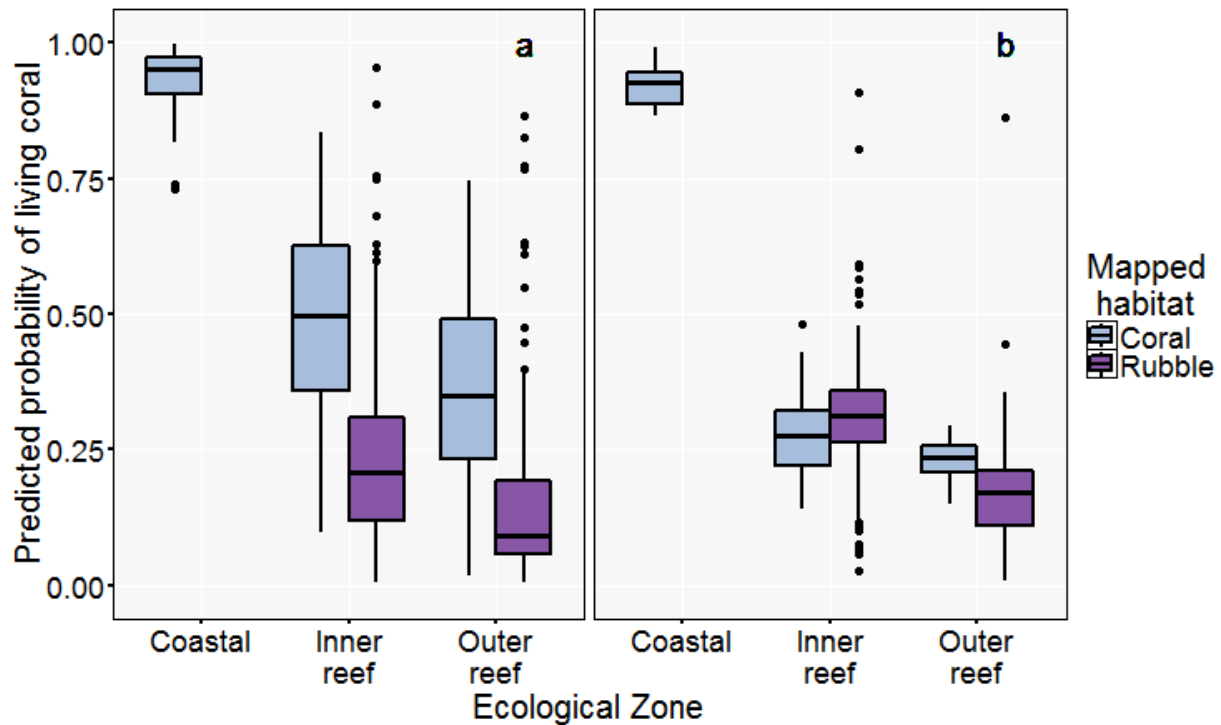 Predicted probability of living coral
1.00
0.75
0.50
0.25
0.00
a
b
Coastal
Inner
reef
Outer
reef
Coastal
Inner
reef
Outer
reef
Ecological Zone
Mapped
habitat
Coral
Rubble